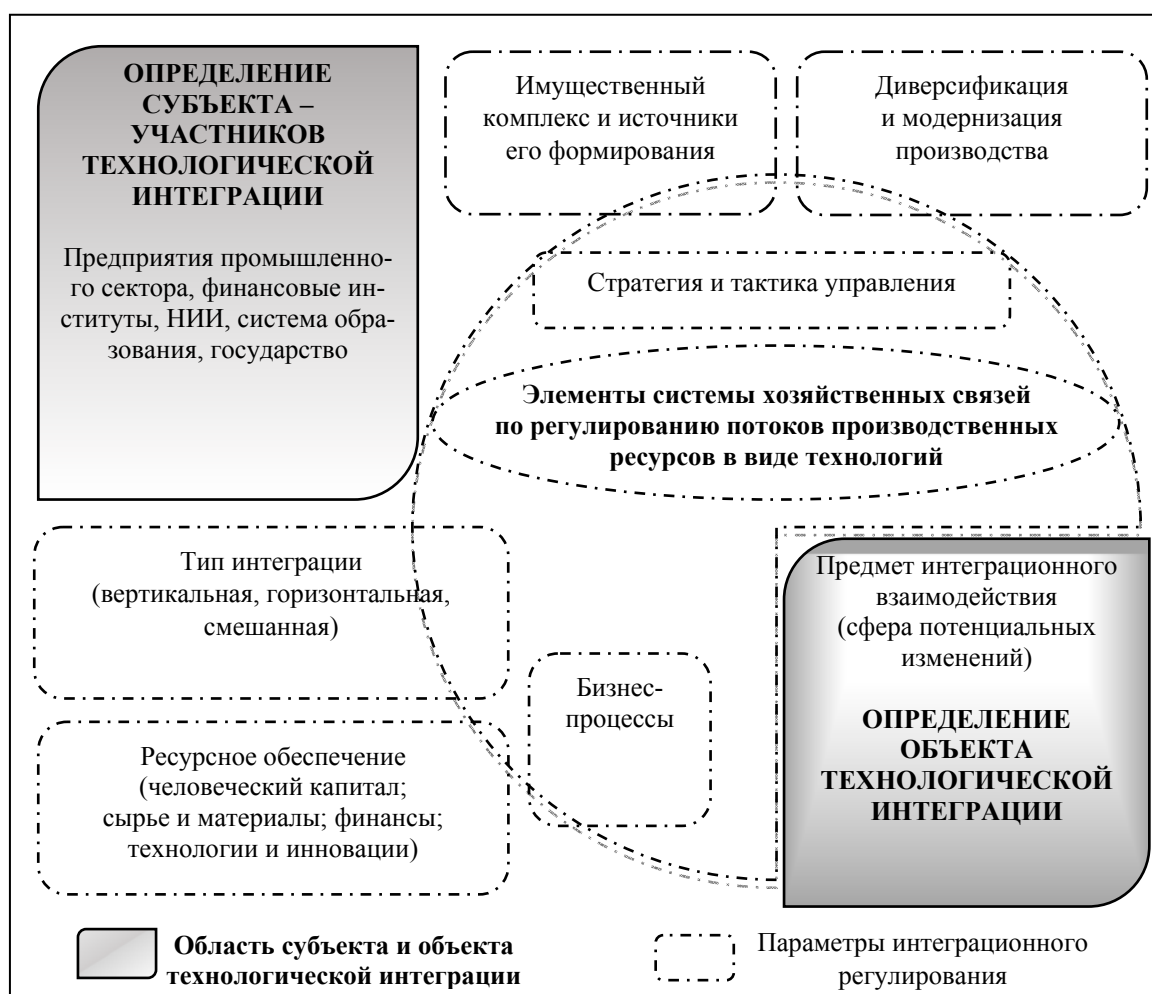 ОПРЕДЕЛЕНИЕ
СУБЪЕКТА –
УЧАСТНИКОВ
ТЕХНОЛОГИЧЕСКОЙ
ИНТЕГРАЦИИ
Предприятия промышленно-
го сектора, финансовые ин-
ституты, НИИ, система обра-
зования, государство
Имущественный
комплекс и источники
его формирования
Диверсификация
и модернизация
производства
Стратегия и тактика управления
Элементы системы хозяйственных связей
по регулированию потоков производственных
ресурсов в виде технологий
Тип интеграции
(вертикальная, горизонтальная,
смешанная)
Предмет интеграционного
взаимодействия
(сфера потенциальных
изменений)
ОПРЕДЕЛЕНИЕ
ОБЪЕКТА
ТЕХНОЛОГИЧЕСКОЙ
ИНТЕГРАЦИИ
Бизнес-
процессы
Ресурсное обеспечение
(человеческий капитал;
сырье и материалы; финансы;
технологии и инновации)
Область субъекта и объекта
технологической интеграции
Параметры интеграционного
регулирования